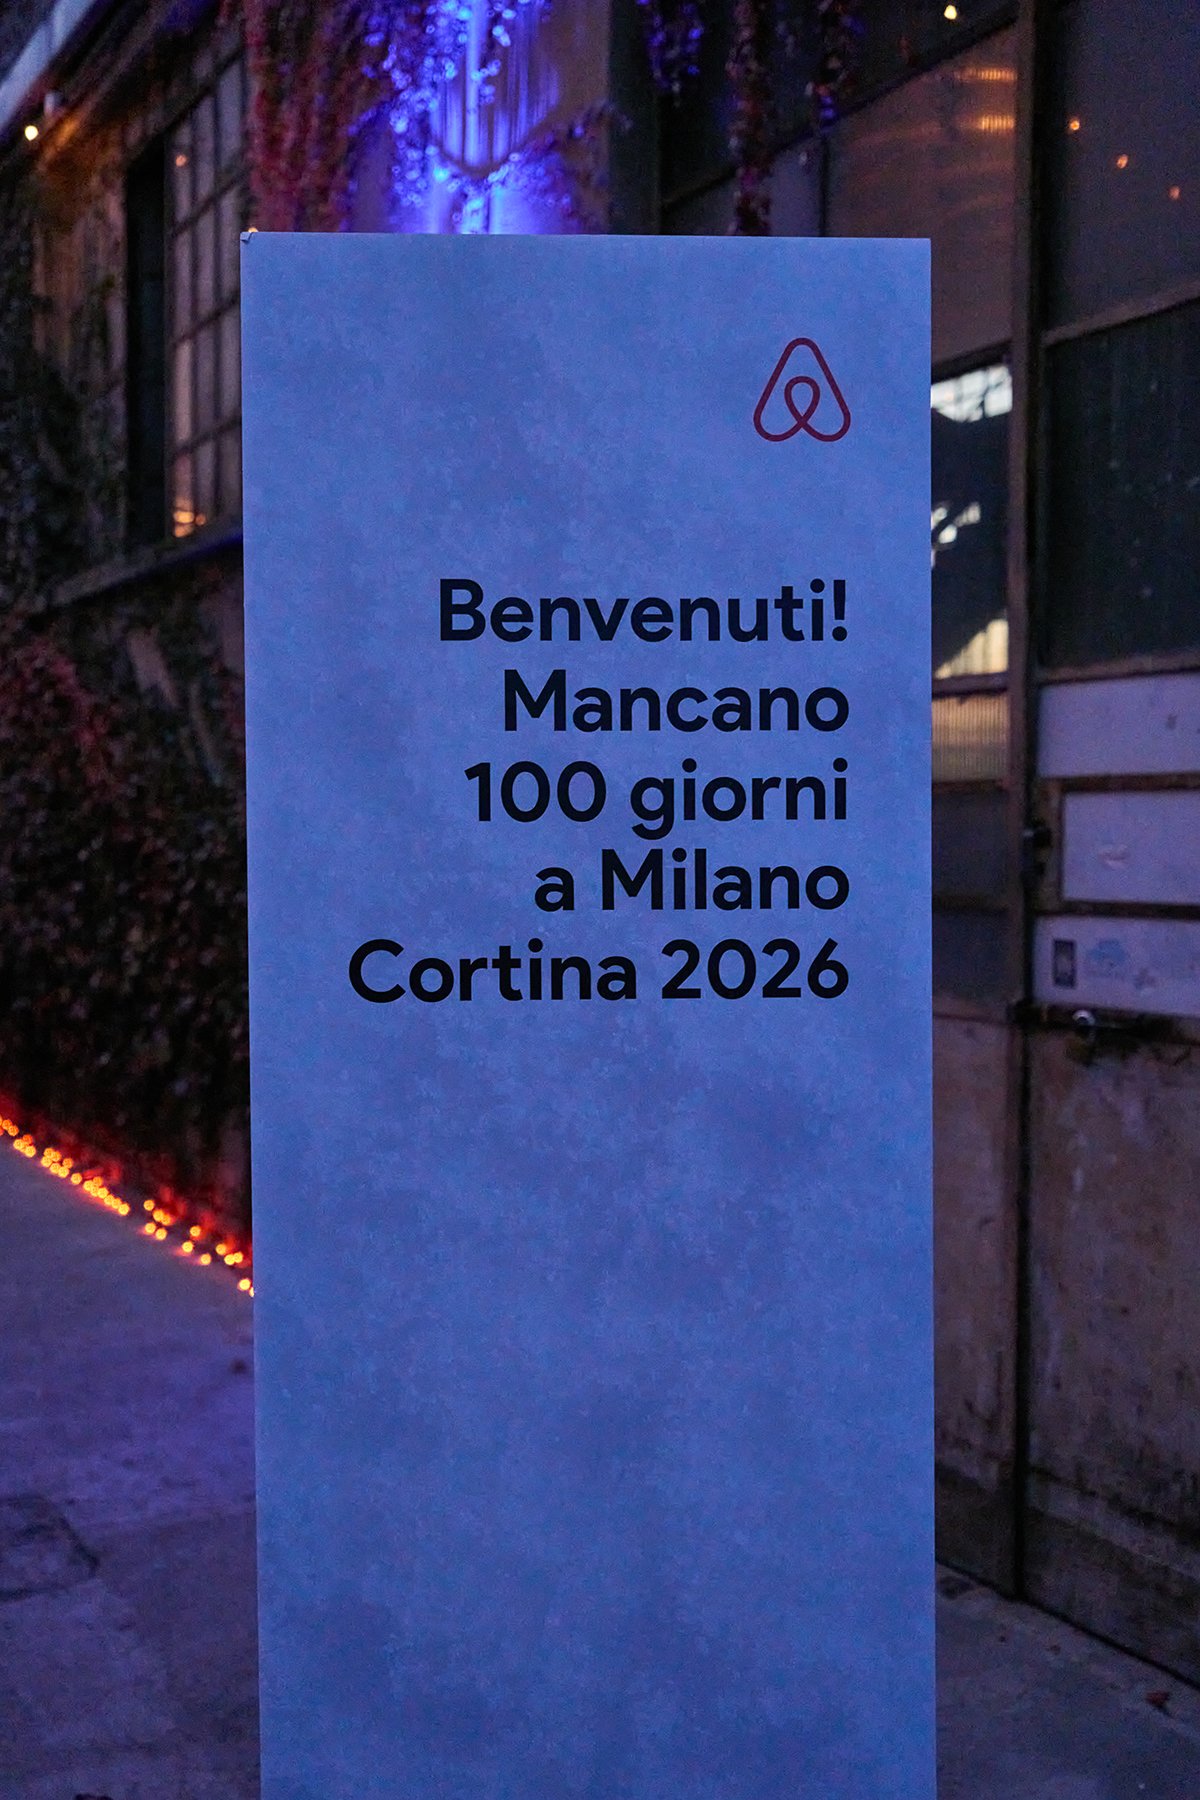 Benvenuti!
Mancano
100 giorni
a Milano
Cortina 2026